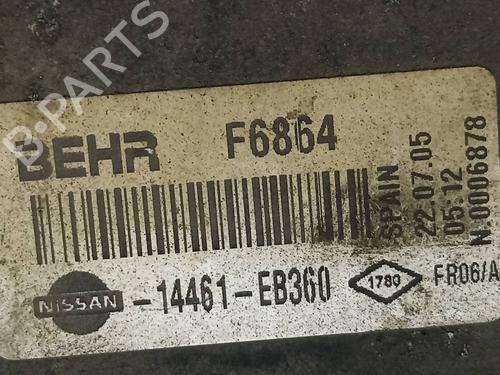 B-PARTS
BEHR F6864
SPAIN
22.07.05
05.12
N 0006878
NISSAN -14461-EB360 1780 FR06/A